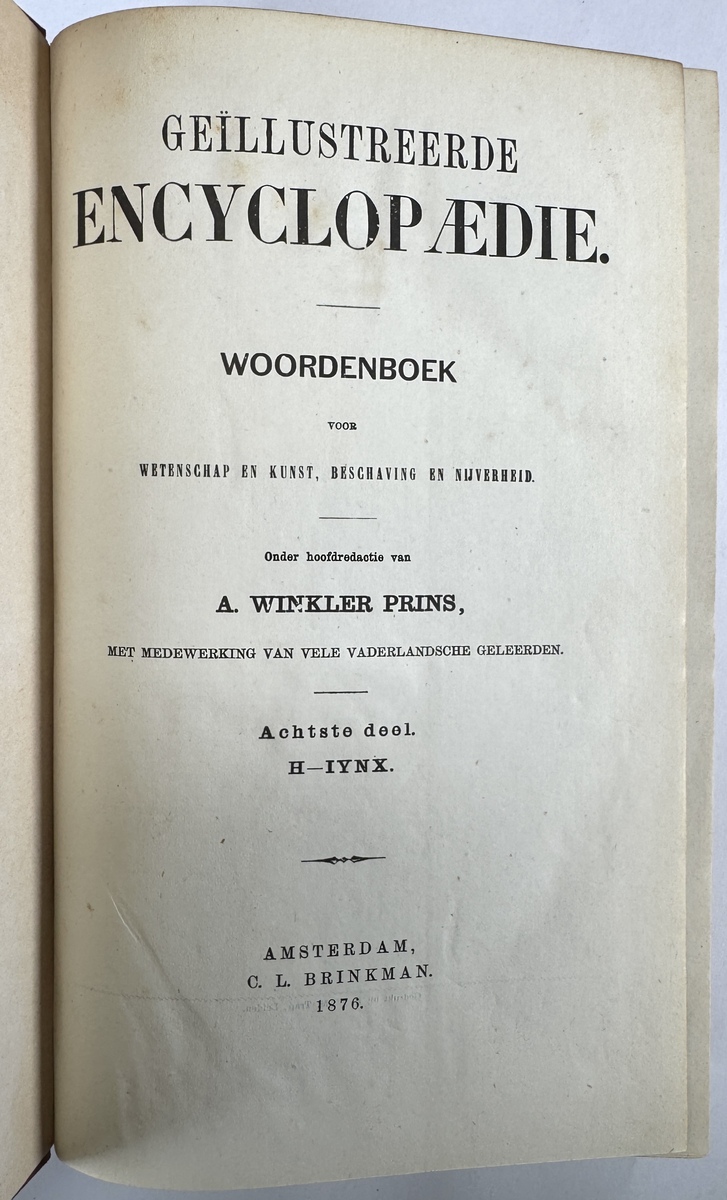 GEÏLLUSTREERDE
ENCYCLOPÆDIE.
WOORDENBOEK
VOOR
WETENSCHAP EN KUNST, BESCHAVING EN NIJVERHEID.
Onder hoofdredactie van
A. WINKLER PRINS,
MET MEDEWERKING VAN VELE VADERLANDSCHE GELEERDEN.
Achtste deel.
H—IYNX.
AMSTERDAM,
C. L. BRINKMAN.
1876.